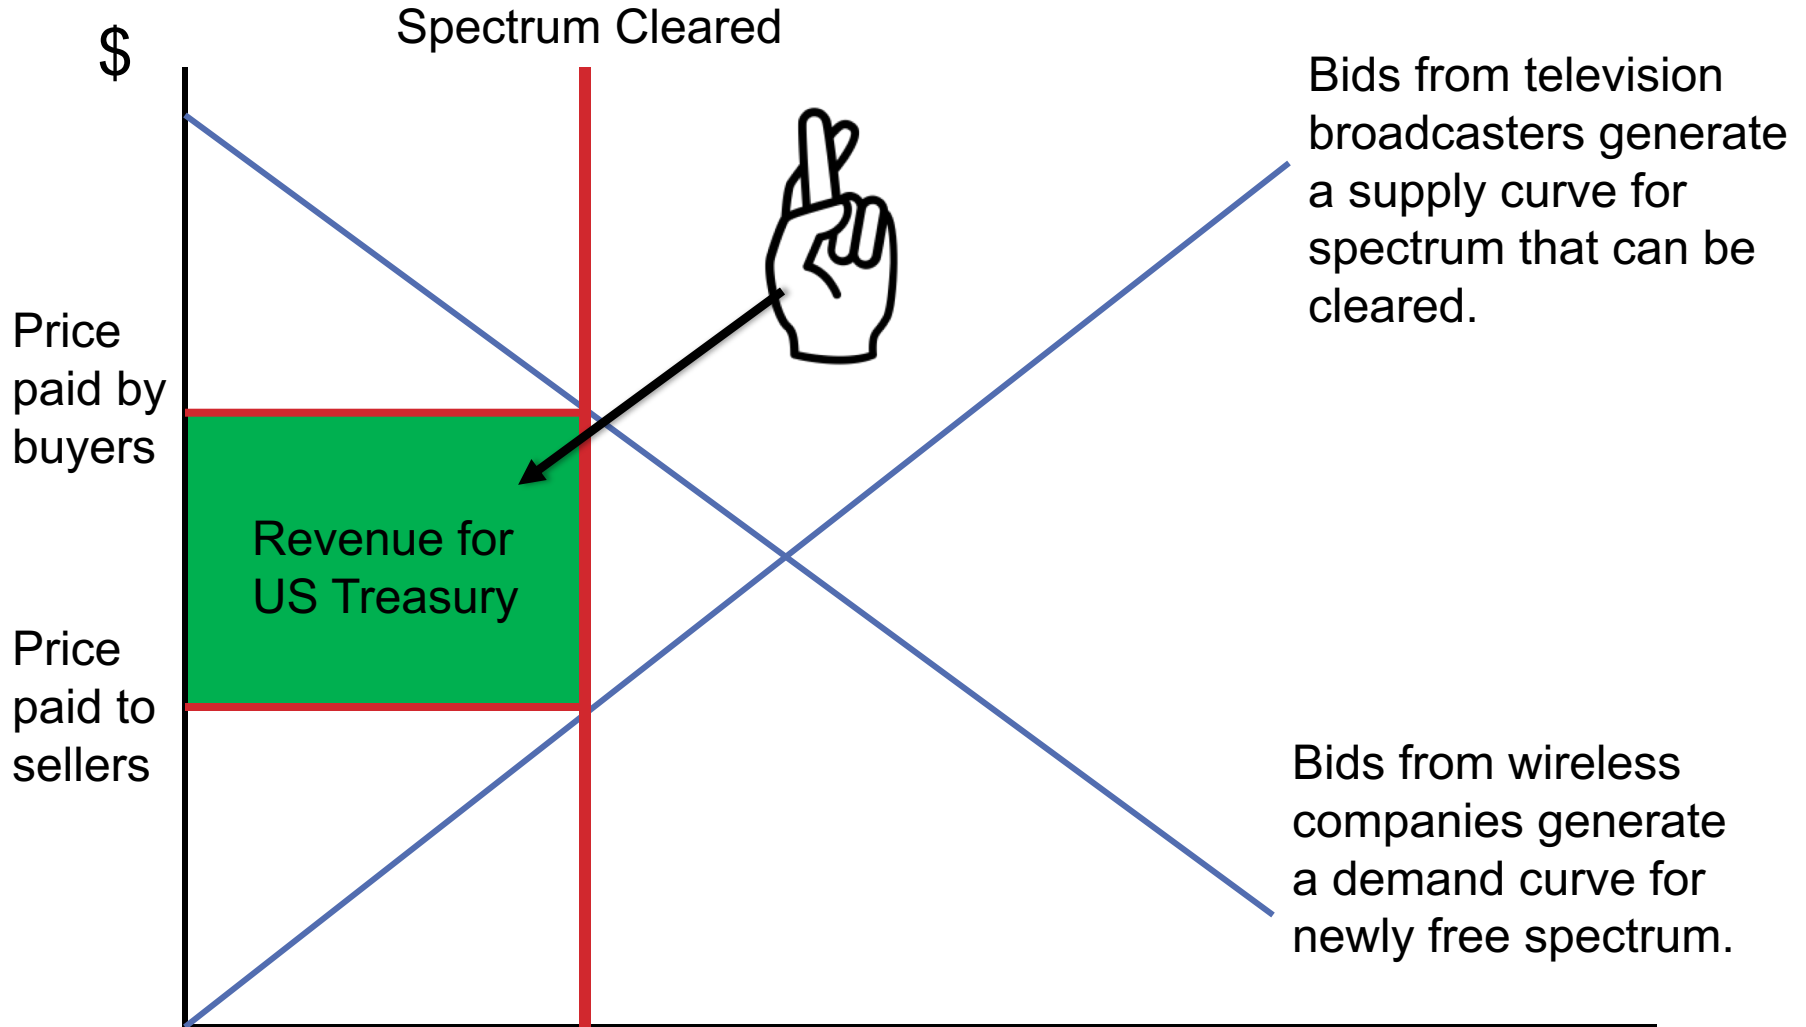 $
Spectrum Cleared
Bids from television
broadcasters generate
a supply curve for
spectrum that can be
cleared.
Price
paid by
buyers
Revenue for
US Treasury
Price
paid to
sellers
Bids from wireless
companies generate
a demand curve for
newly free spectrum.